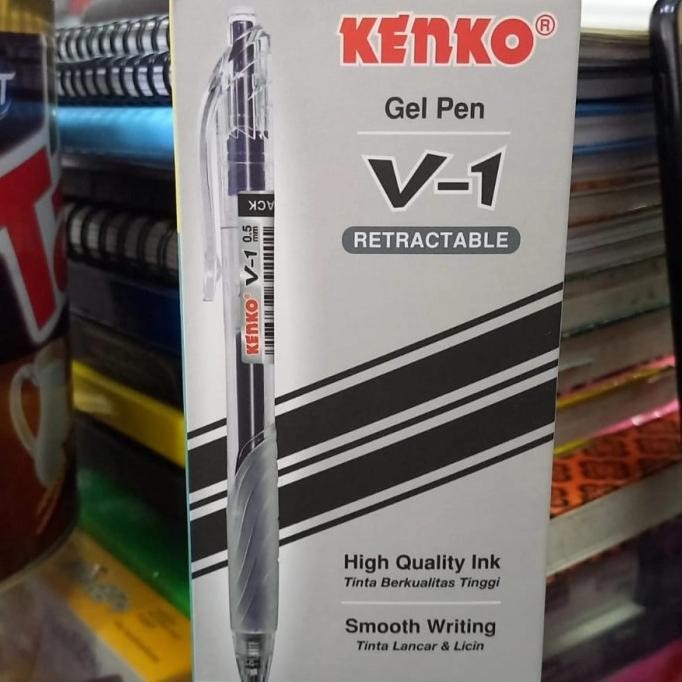 KENKO®
Gel Pen
V-1
RETRACTABLE
ACK
KENKO® V-1 0.5 mm
High Quality Ink
Tinta Berkualitas Tinggi
Smooth Writing
Tinta Lancar & Licin